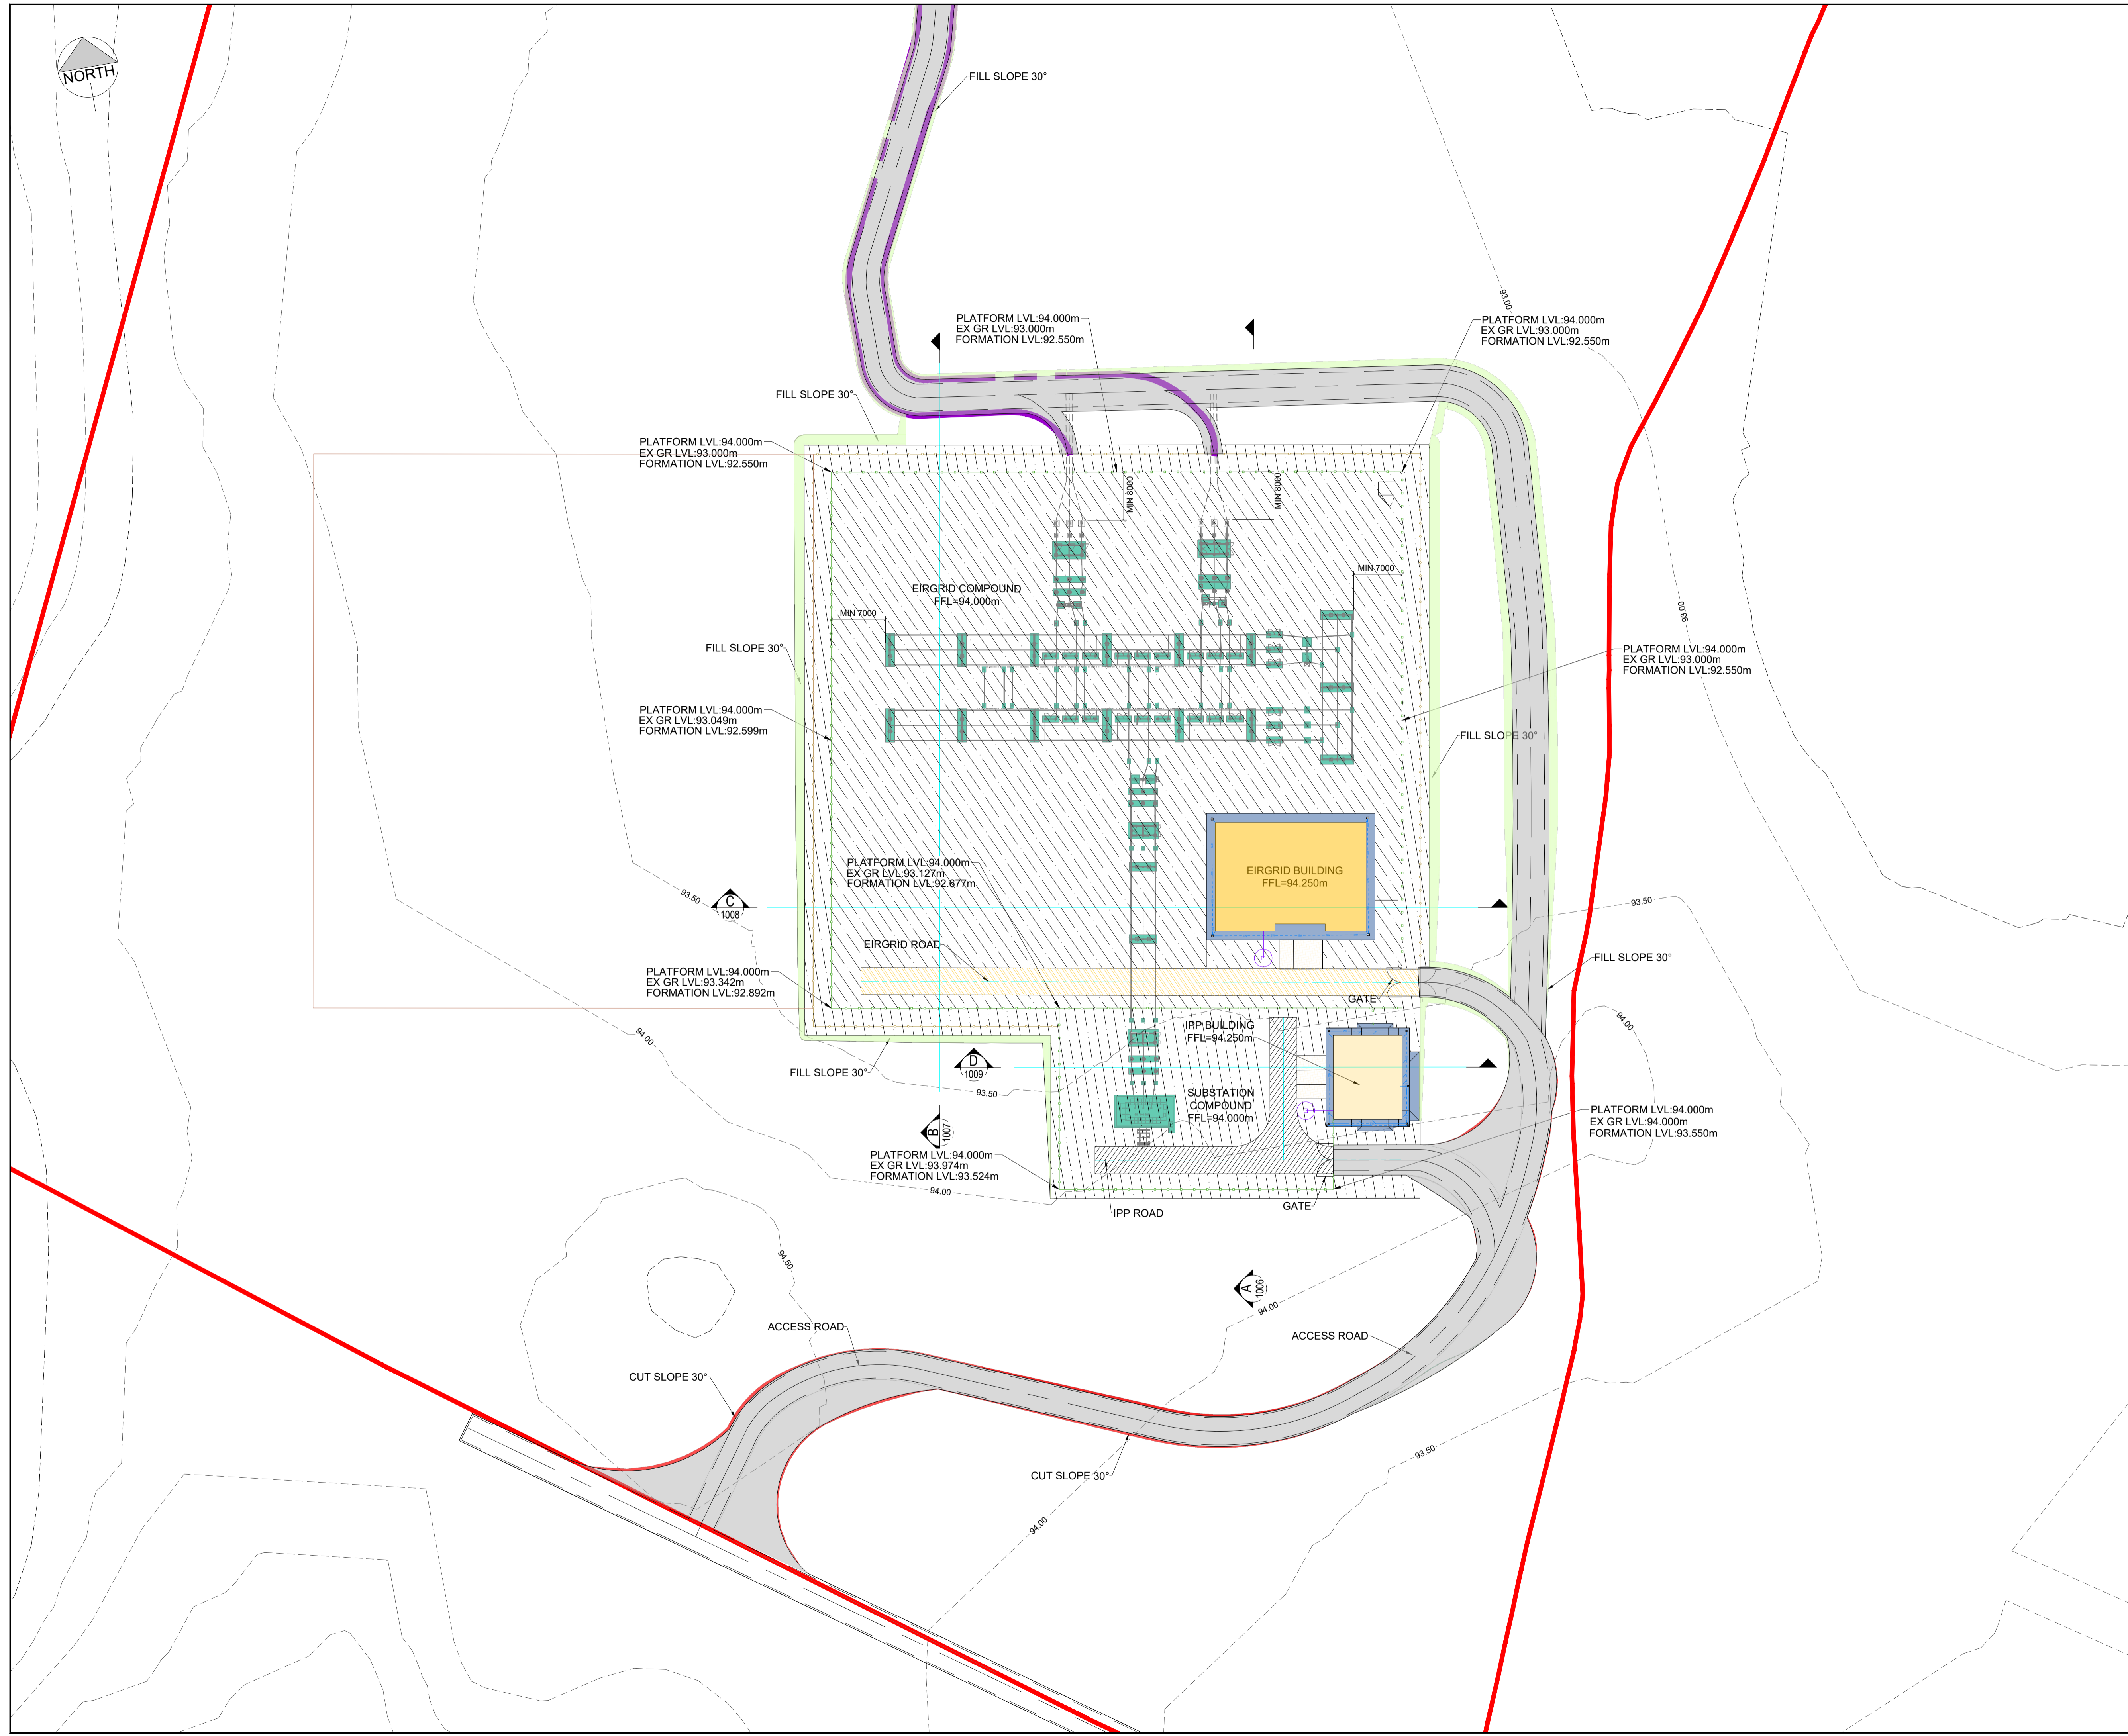 NORTH
FILL SLOPE 30°
93.00
PLATFORM LVL:94.000m
EX GR LVL:93.000m
FORMATION LVL:92.550m
PLATFORM LVL:94.000m
EX GR LVL:93.000m
FORMATION LVL:92.550m
FILL SLOPE 30°
PLATFORM LVL:94.000m
EX GR LVL:93.000m
FORMATION LVL:92.550m
MIN 8000
MIN 8000
MIN 7000
EIRGRID COMPOUND
FFL=94.000m
MIN 7000
93.00
FILL SLOPE 30°
PLATFORM LVL:94.000m
EX GR LVL:93.000m
FORMATION LVL:92.550m
PLATFORM LVL:94.000m
EX GR LVL:93.049m
FORMATION LVL:92.599m
FILL SLOPE 30°
PLATFORM LVL:94.000m
EX GR LVL:93.127m
FORMATION LVL:92.677m
EIRGRID BUILDING
FFL=94.250m
93.50
C
1008
93.50
EIRGRID ROAD
FILL SLOPE 30°
PLATFORM LVL:94.000m
EX GR LVL:93.342m
FORMATION LVL:92.892m
GATE
94.00
IPP BUILDING
FFL=94.250m
94.00
D
1009
FILL SLOPE 30°
93.50
SUBSTATION
COMPOUND
FFL=94.000m
PLATFORM LVL:94.000m
EX GR LVL:94.000m
FORMATION LVL:93.550m
B
1007
PLATFORM LVL:94.000m
EX GR LVL:93.974m
FORMATION LVL:93.524m
94.00
IPP ROAD
GATE
94.50
A
1006
94.00
ACCESS ROAD
ACCESS ROAD
CUT SLOPE 30°
93.50
CUT SLOPE 30°
94.00